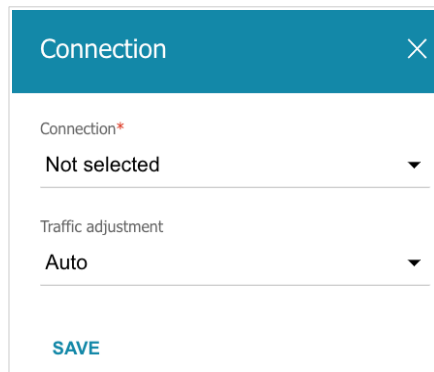 Connection
Connection*
Not selected
Traffic adjustment
Auto
SAVE